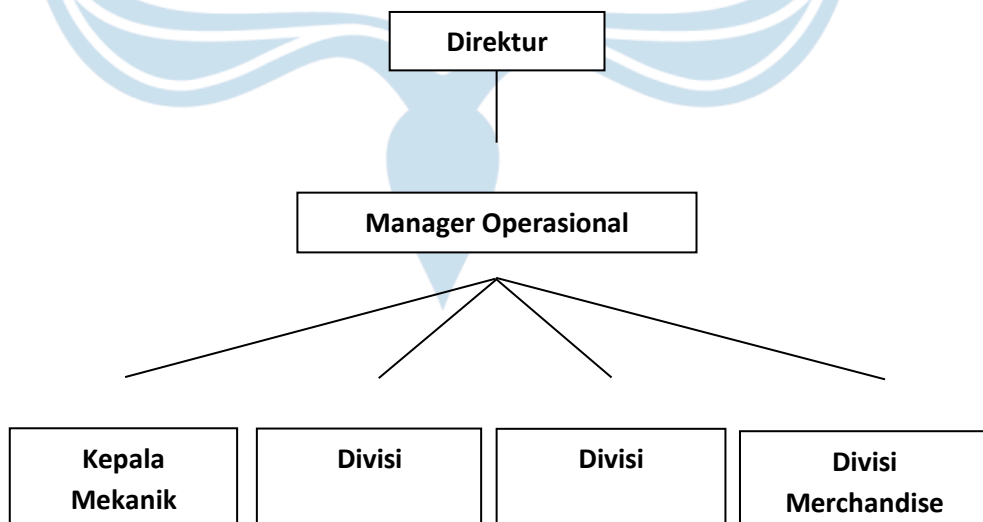 Direktur
Manager Operasional
Kepala
Mekanik
Divisi
Divisi
Divisi
Merchandise